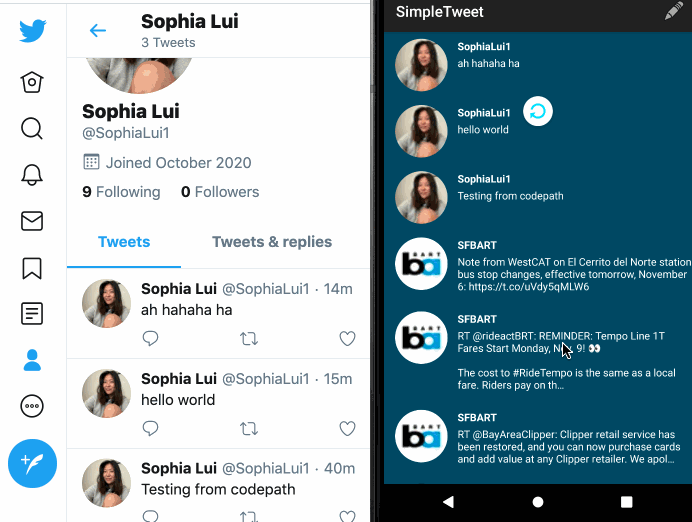 Sophia Lui
3 Tweets
Sophia Lui
@SophiaLui1
Joined October 2020
9 Following 0 Followers
Tweets Tweets & replies
Sophia Lui @SophiaLui1 · 14m
ah hahaha ha
Sophia Lui @SophiaLui1 · 15m
hello world
Sophia Lui @SophiaLui1 · 40m
Testing from codepath
SimpleTweet
SophiaLui1
ah hahaha ha
SophiaLui1
hello world
SophiaLui1
Testing from codepath
BART
ba
SFBART
Note from WestCAT on El Cerrito del Norte station
bus stop changes, effective tomorrow, November
6: https://t.co/uVdy5qMLW6
BART
ba
SFBART
RT @rideactBRT: REMINDER: Tempo Line 1T
Fares Start Monday, 9! 👀
The cost to #RideTempo is the same as a local
fare. Riders pay on th…
BART
ba
SFBART
RT @BayAreaClipper: Clipper retail service has
been restored, and you can now purchase cards
and add value at any Clipper retailer. We apol…